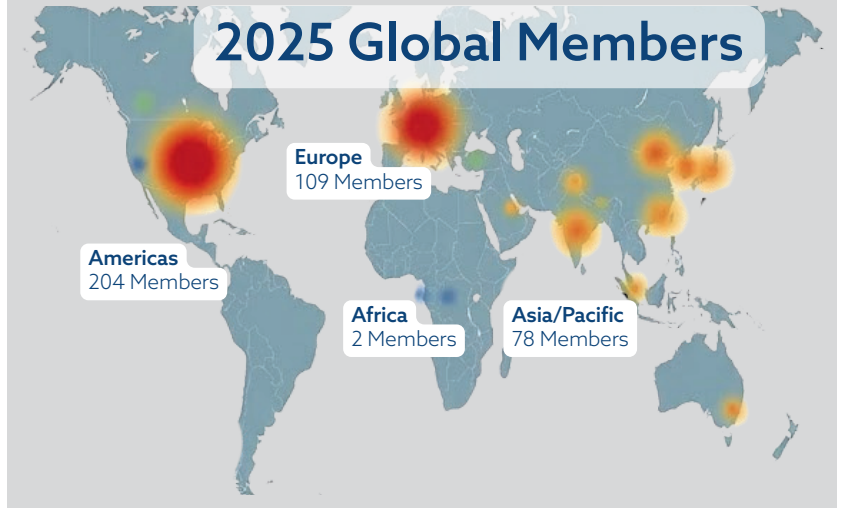 2025 Global Members
Europe
109 Members
Americas
204 Members
Africa
2 Members
Asia/Pacific
78 Members